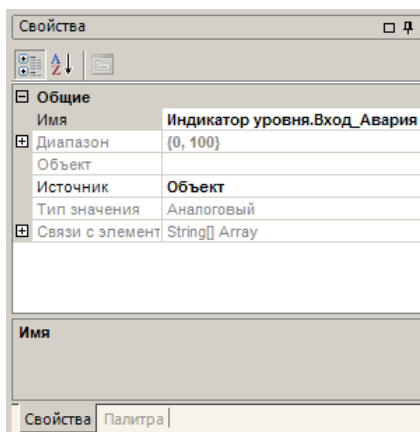 Свойства
Общие
Имя Индикатор уровня.Вход_Авария
Диапазон {0, 100}
Объект
Источник Объект
Тип значения Аналоговый
Связи с элемент String[] Array
Имя
Свойства Палитра